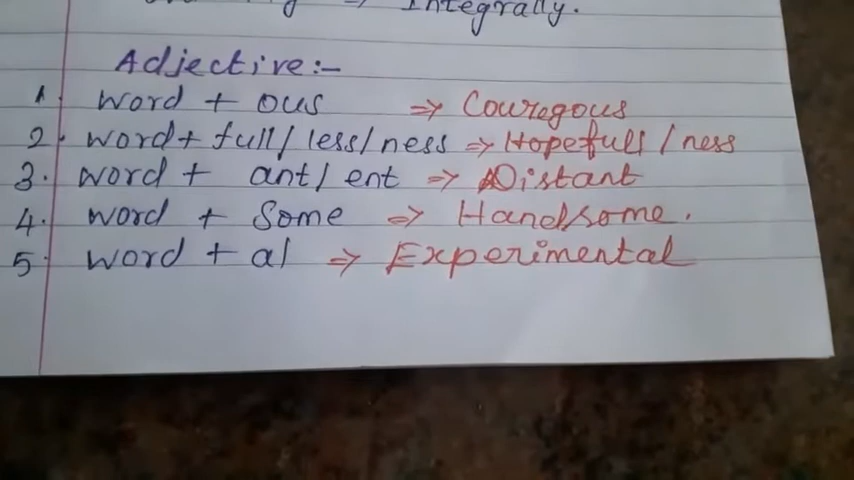 ⇒ Integrally.
Adjective:-
1. word + ous ⇒ Couregous
2. word + full/less/ness ⇒ Hopefull/ness
3. word + ant/ent ⇒ Distant
4. word + Some ⇒ Handsome.
5. word + al ⇒ Experimental